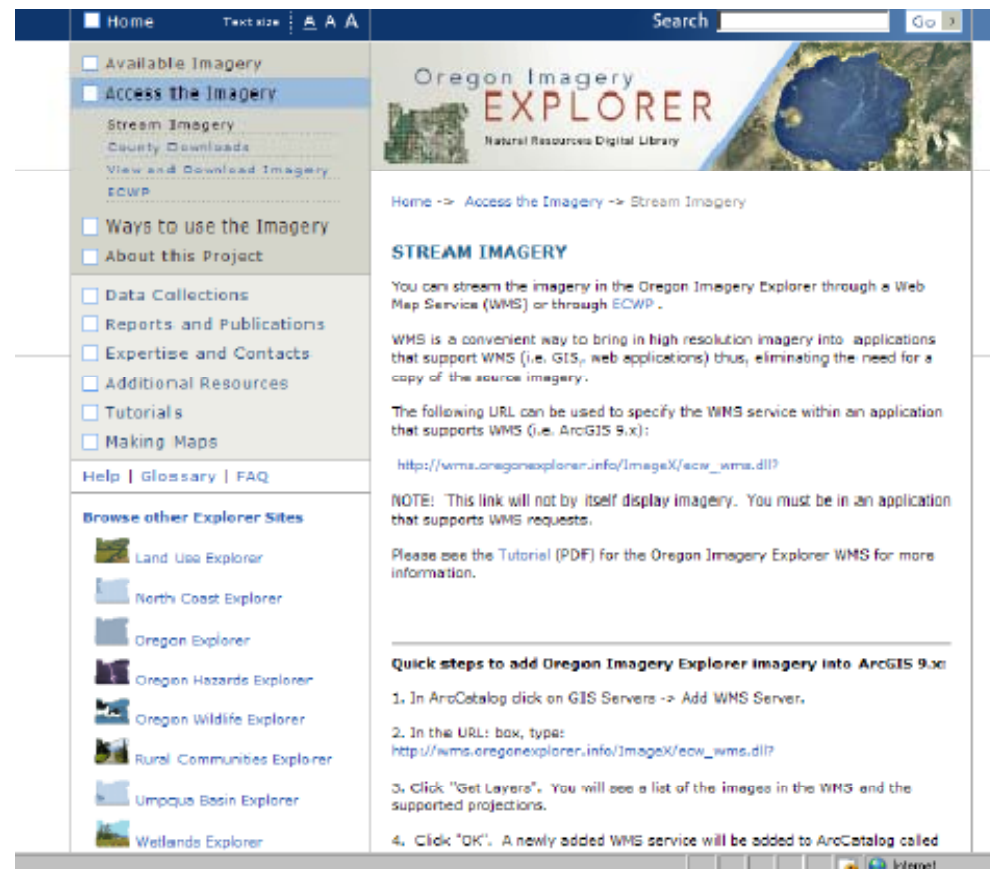 Home
Text size A A A
Search
Go
Available Imagery
Access the Imagery
Stream Imagery
County Downloads
View and Download Imagery
ECWP
Ways to use the Imagery
About this Project
Data Collections
Reports and Publications
Expertise and Contacts
Additional Resources
Tutorials
Making Maps
Help | Glossary | FAQ
Browse other Explorer Sites
Land Use Explorer
North Coast Explorer
Oregon Explorer
Oregon Hazards Explorer
Oregon Wildlife Explorer
Rural Communities Explorer
Umpqua Basin Explorer
Wetlands Explorer
Oregon Imagery
EXPLORER
Natural Resources Digital Library
Home -> Access the Imagery -> Stream Imagery
STREAM IMAGERY
You can stream the imagery in the Oregon Imagery Explorer through a Web
Map Service (WMS) or through ECWP .
WMS is a convenient way to bring in high resolution imagery into applications
that support WMS (i.e. GIS, web applications) thus, eliminating the need for a
copy of the source imagery.
The following URL can be used to specify the WMS service within an application
that supports WMS (i.e. ArcGIS 9.x):
http://wms.oregonexplorer.info/ImageX/ecw_wms.dll?
NOTE: This link will not by itself display imagery. You must be in an application
that supports WMS requests.
Please see the Tutorial (PDF) for the Oregon Imagery Explorer WMS for more
information.
Quick steps to add Oregon Imagery Explorer imagery into ArcGIS 9.x:
1. In ArcCatalog click on GIS Servers -> Add WMS Server.
2. In the URL: box, type:
http://wms.oregonexplorer.info/ImageX/ecw_wms.dll?
3. Click "Get Layers". You will see a list of the images in the WMS and the
supported projections.
4. Click "OK". A newly added WMS service will be added to ArcCatalog called
Internet